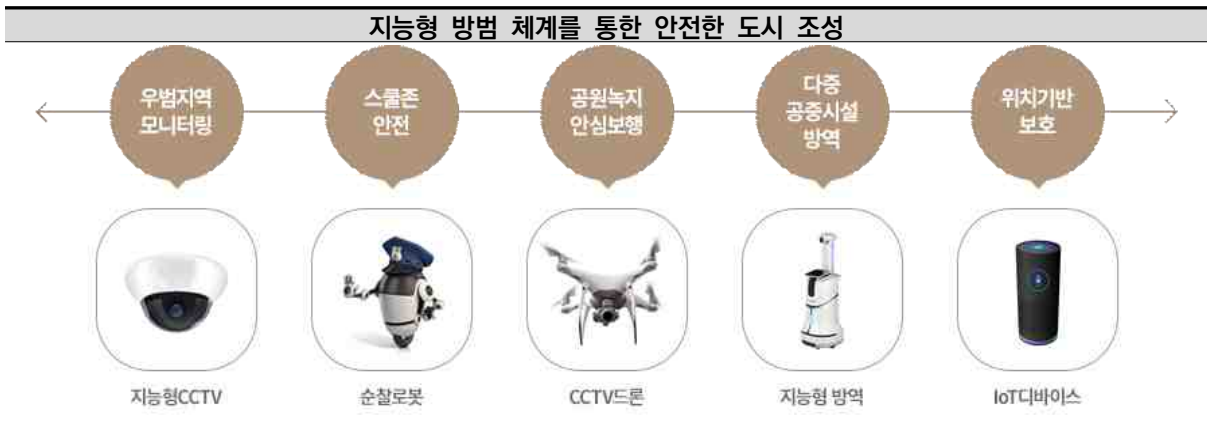 지능형 방범 체계를 통한 안전한 도시 조성
우범지역
모니터링
스쿨존
안전
공원녹지
안심보행
다중
공중시설
방역
위치기반
보호
지능형CCTV
순찰로봇
CCTV드론
지능형 방역
IoT디바이스